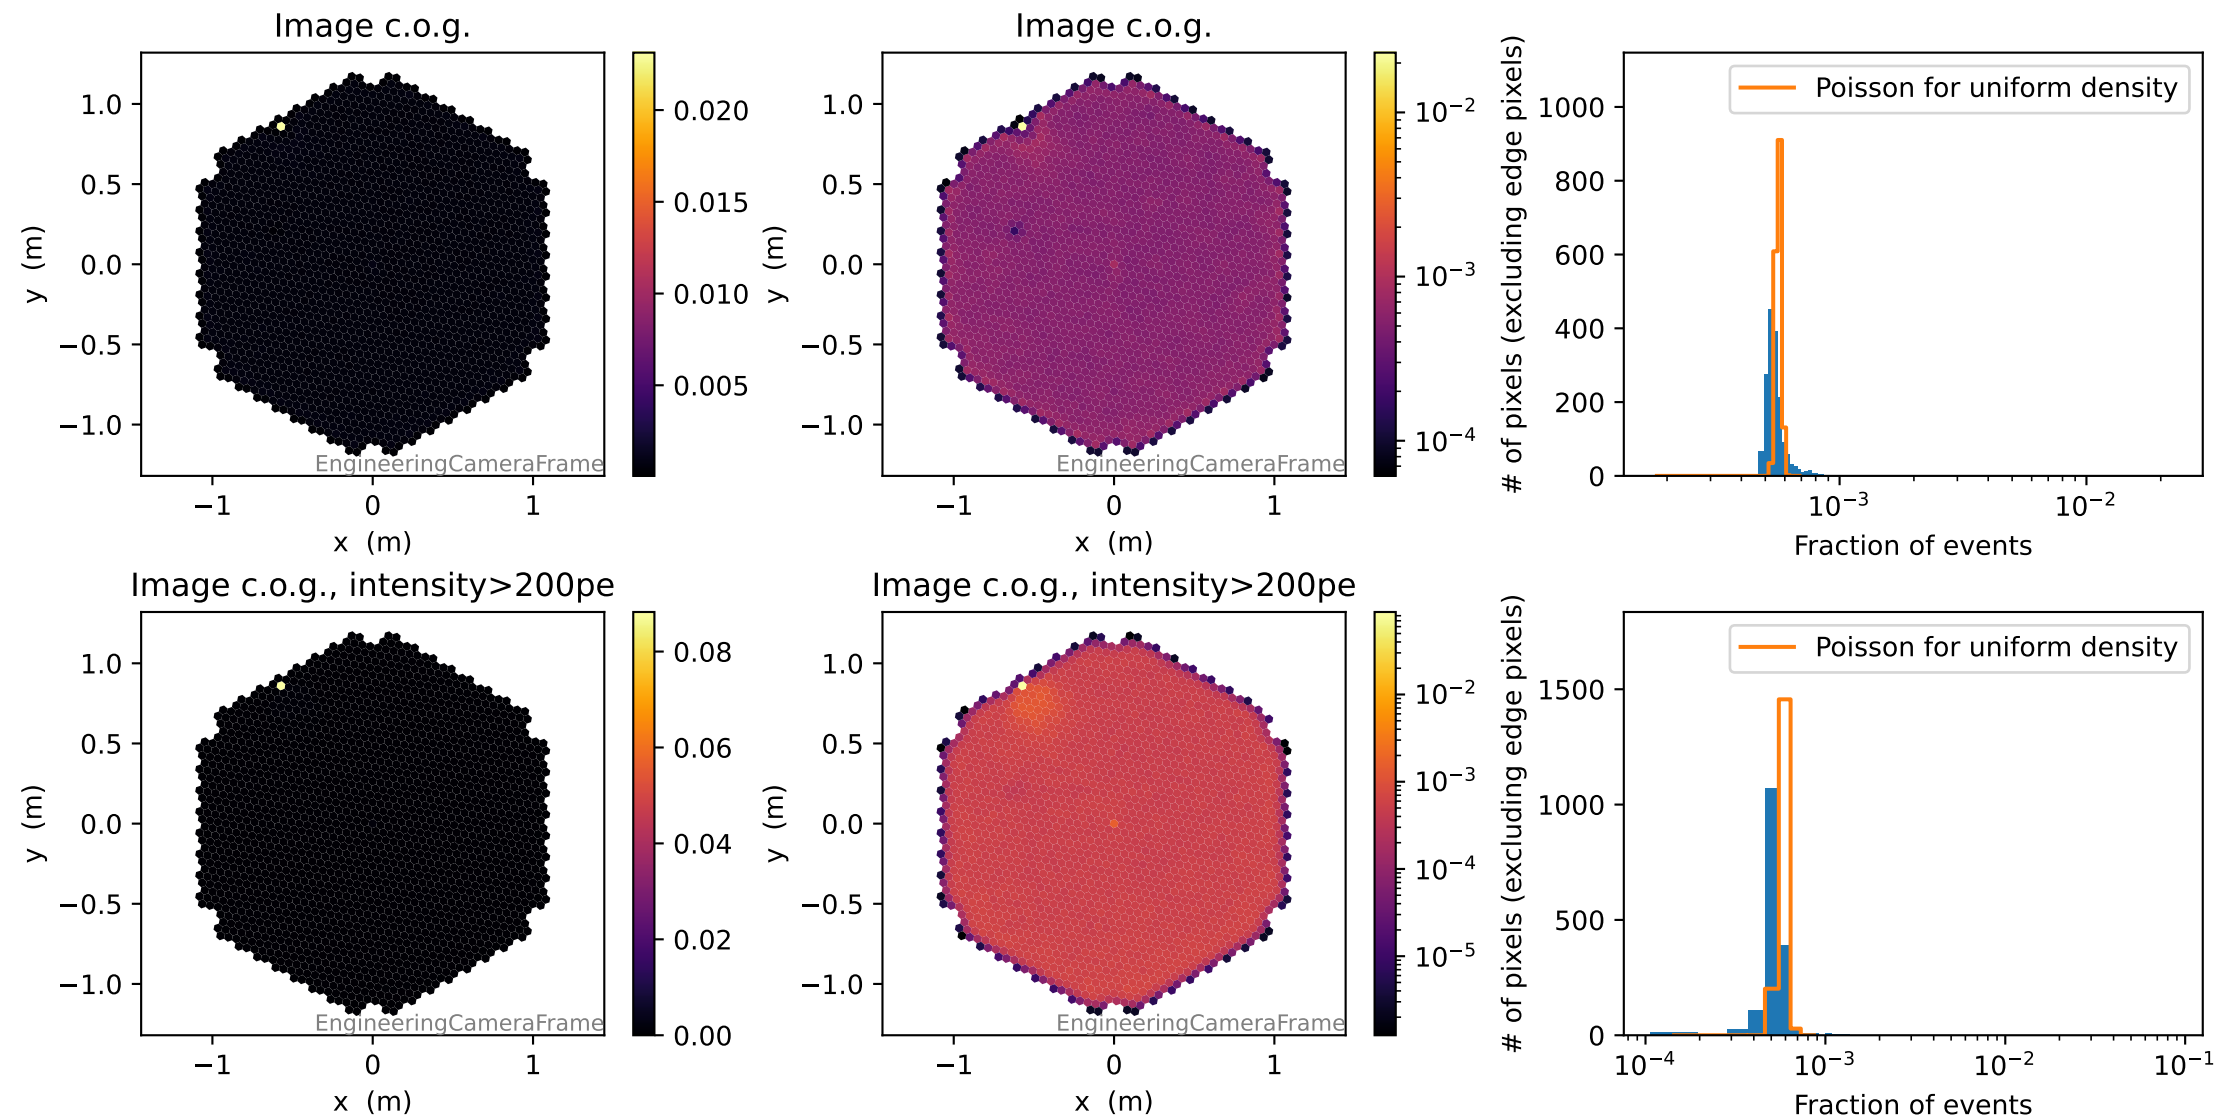 Image c.o.g.
y (m)
1.0
0.5
0.0
−0.5
−1.0
EngineeringCameraFrame
−1 0 1
x (m)
0.020
0.015
0.010
0.005
Image c.o.g.
y (m)
1.0
0.5
0.0
−0.5
−1.0
EngineeringCameraFrame
−1 0 1
x (m)
10⁻²
10⁻³
10⁻⁴
# of pixels (excluding edge pixels)
Poisson for uniform density
1000
800
600
400
200
0
10⁻³ 10⁻²
Fraction of events
Image c.o.g., intensity>200pe
y (m)
1.0
0.5
0.0
−0.5
−1.0
EngineeringCameraFrame
−1 0 1
x (m)
0.08
0.06
0.04
0.02
0.00
Image c.o.g., intensity>200pe
y (m)
1.0
0.5
0.0
−0.5
−1.0
EngineeringCameraFrame
−1 0 1
x (m)
10⁻²
10⁻³
10⁻⁴
10⁻⁵
# of pixels (excluding edge pixels)
Poisson for uniform density
1500
1000
500
0
10⁻⁴ 10⁻³ 10⁻² 10⁻¹
Fraction of events